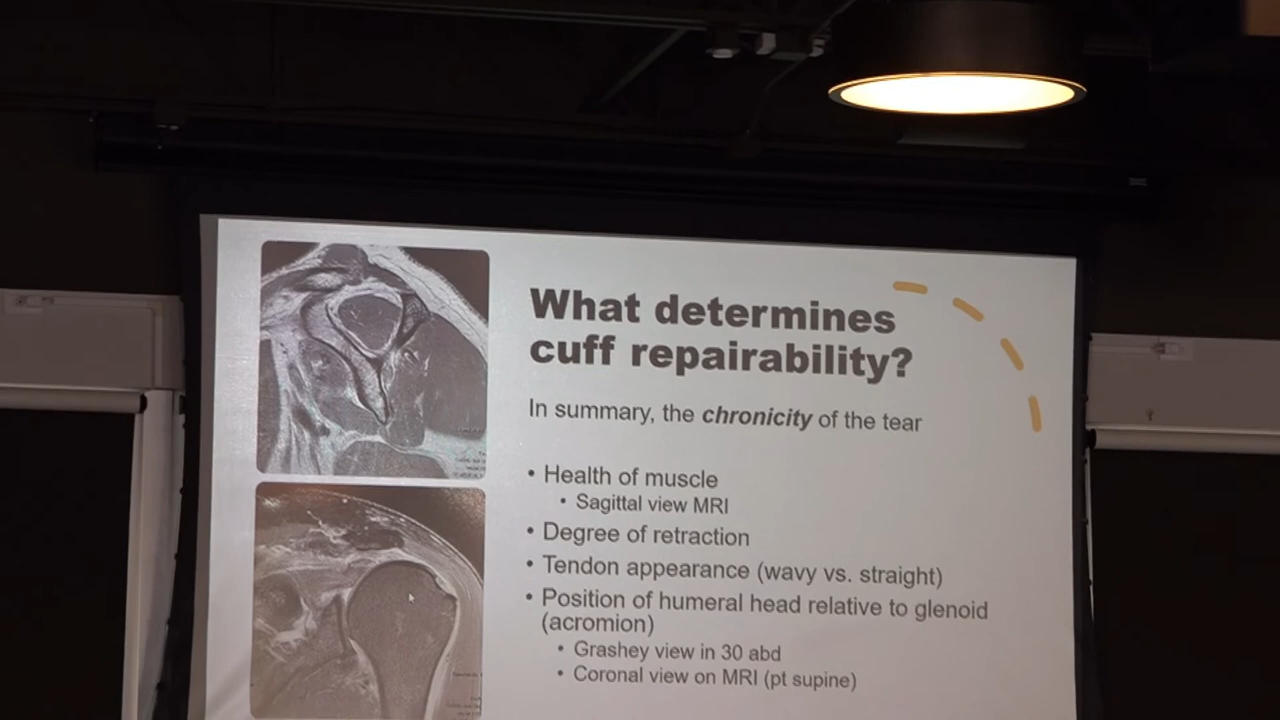 What determines
cuff repairability?
In summary, the chronicity of the tear
• Health of muscle
• Sagittal view MRI
• Degree of retraction
• Tendon appearance (wavy vs. straight)
• Position of humeral head relative to glenoid
(acromion)
• Grashey view in 30 abd
• Coronal view on MRI (pt supine)